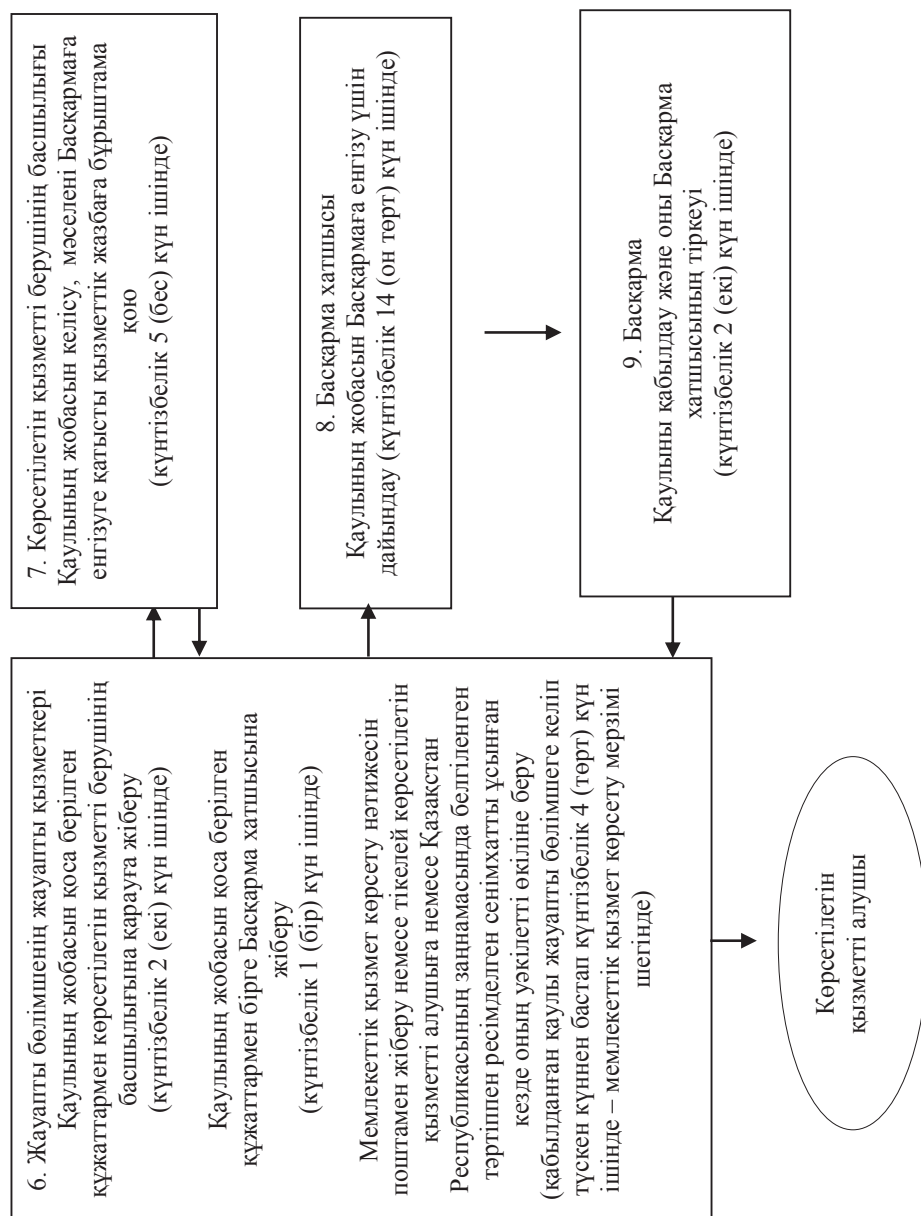 6. Жауапты бөлімшенің жауапты қызметкері
Қаулының жобасын қоса берілген
құжаттармен көрсетілетін қызметті берушінің
басшылығына қарауға жіберу
(күнтізбелік 2 (екі) күн ішінде)
Қаулының жобасын қоса берілген
құжаттармен бірге Басқарма хатшысына
жіберу
(күнтізбелік 1 (бір) күн ішінде)
Мемлекеттік қызмет көрсету нәтижесін
поштамен жіберу немесе тікелей көрсетілетін
қызметті алушыға немесе Қазақстан
Республикасының заңнамасында белгіленген
тәртіппен ресімделген сенімхатты ұсынған
кезде оның уәкілетті өкіліне беру
(қабылданған қаулы жауапты бөлімшеге келіп
түскен күннен бастап күнтізбелік 4 (төрт) күн
ішінде – мемлекеттік қызмет көрсету мерзімі
шегінде)
7. Көрсетілетін қызметті берушінің басшылығы
Қаулының жобасын келісу, мәселені Басқармаға
енгізуге қатысты қызметтік жазбаға бұрыштама
қою
(күнтізбелік 5 (бес) күн ішінде)
8. Басқарма хатшысы
Қаулының жобасын Басқармаға енгізу үшін
дайындау (күнтізбелік 14 (он төрт) күн ішінде)
9. Басқарма
Қаулыны қабылдау және оны Басқарма
хатшысының тіркеуі
(күнтізбелік 2 (екі) күн ішінде)
Көрсетілетін
қызметті алушы